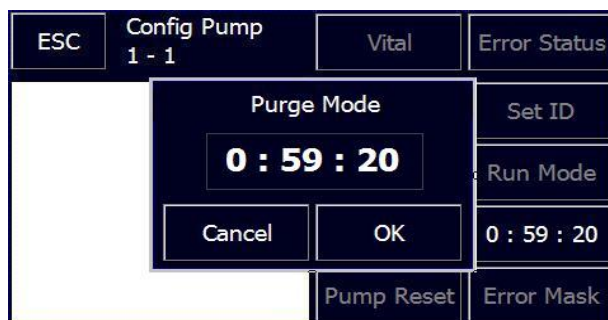 ESC
Config Pump
1 - 1
Vital
Error Status
Purge Mode
0 : 59 : 20
Cancel
OK
Set ID
Run Mode
0 : 59 : 20
Pump Reset
Error Mask